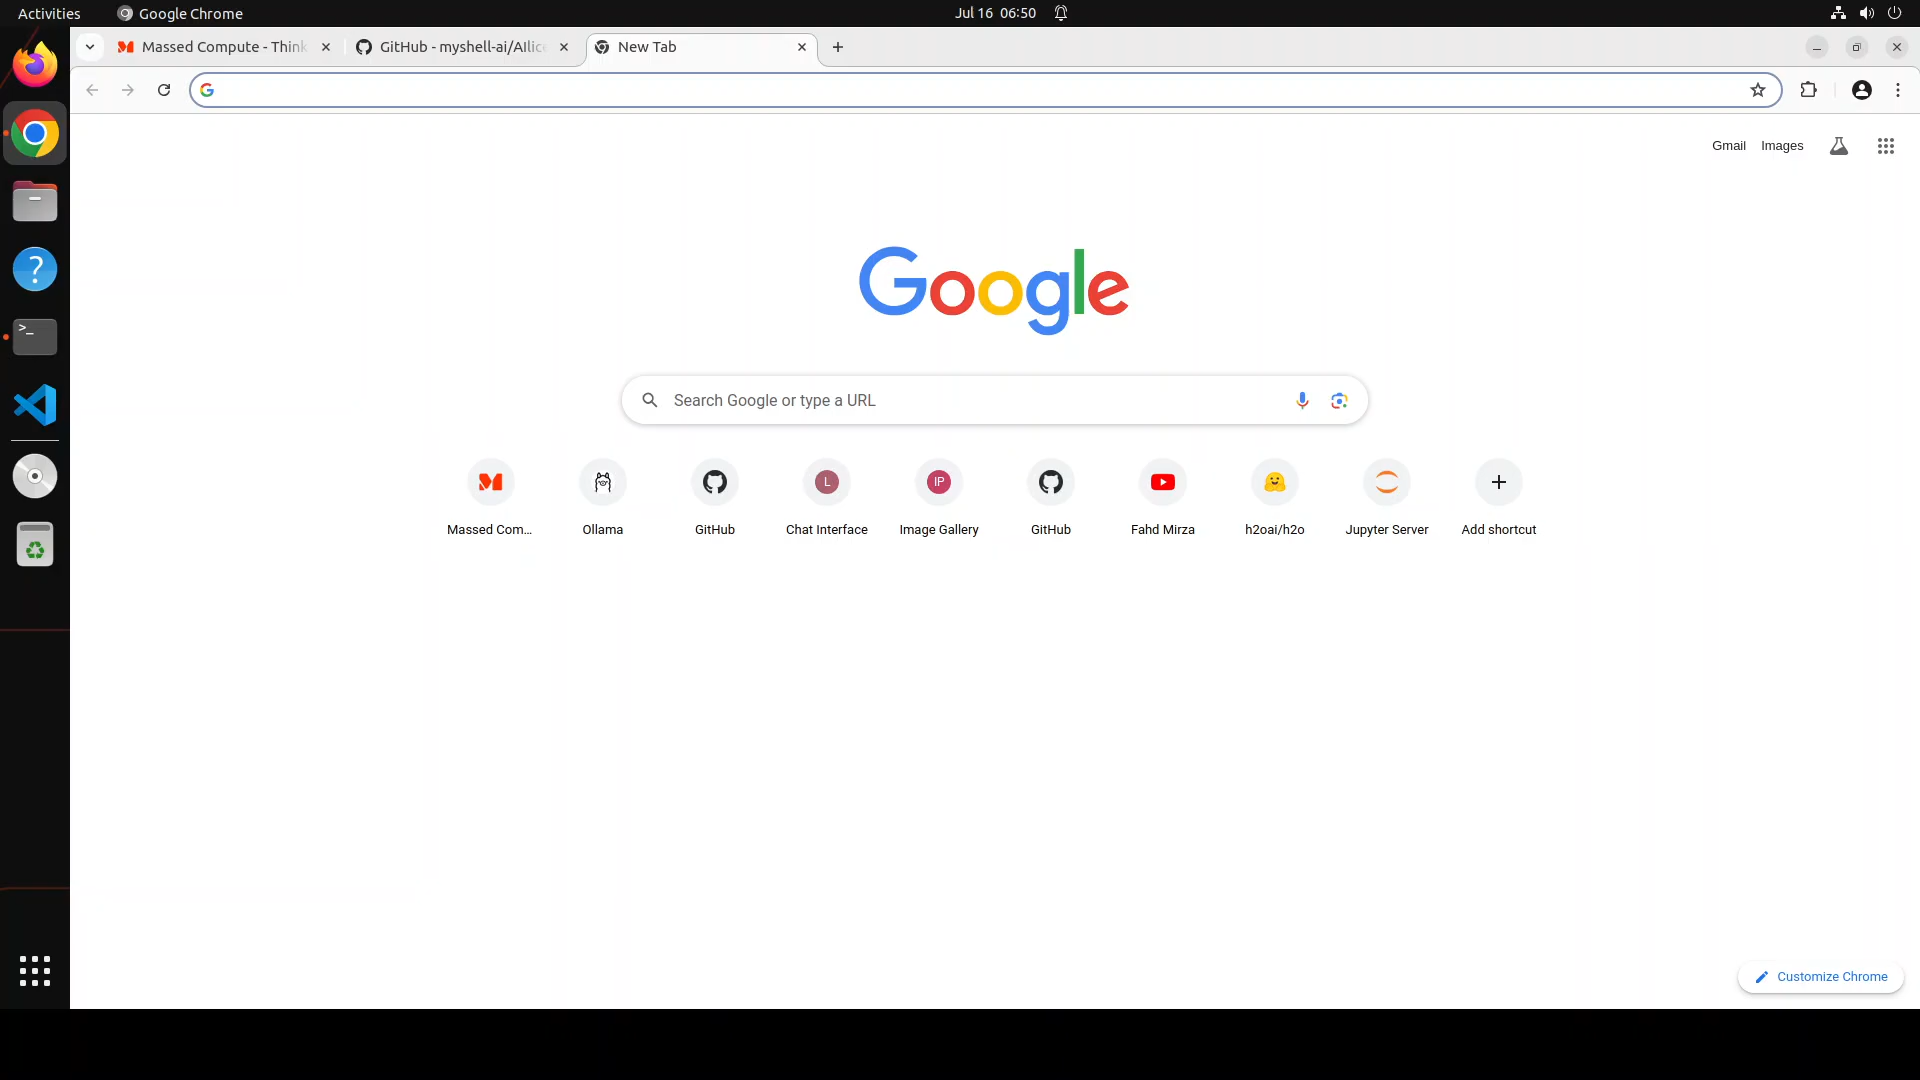 Activities
Google Chrome
Jul 16 06:50
Massed Compute - Think
GitHub - myshell-ai/AIlice
New Tab
Gmail
Images
Google
Search Google or type a URL
L
IP
Massed Com...
Ollama
GitHub
Chat Interface
Image Gallery
GitHub
Fahd Mirza
h2oai/h2o
Jupyter Server
Add shortcut
Customize Chrome